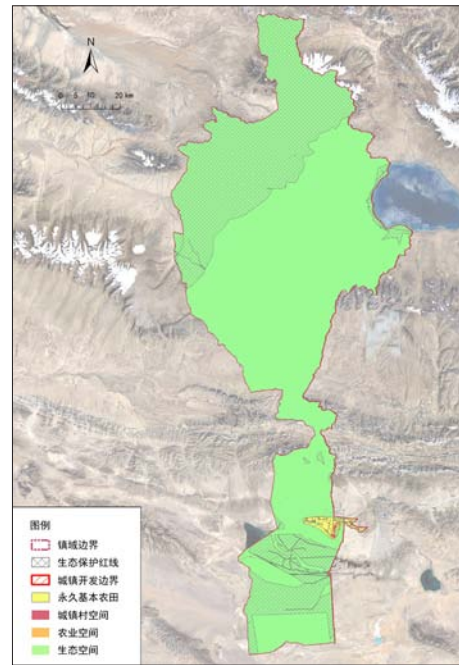 N
0 5 10 20 km
图例
镇域边界
生态保护红线
城镇开发边界
永久基本农田
城镇村空间
农业空间
生态空间